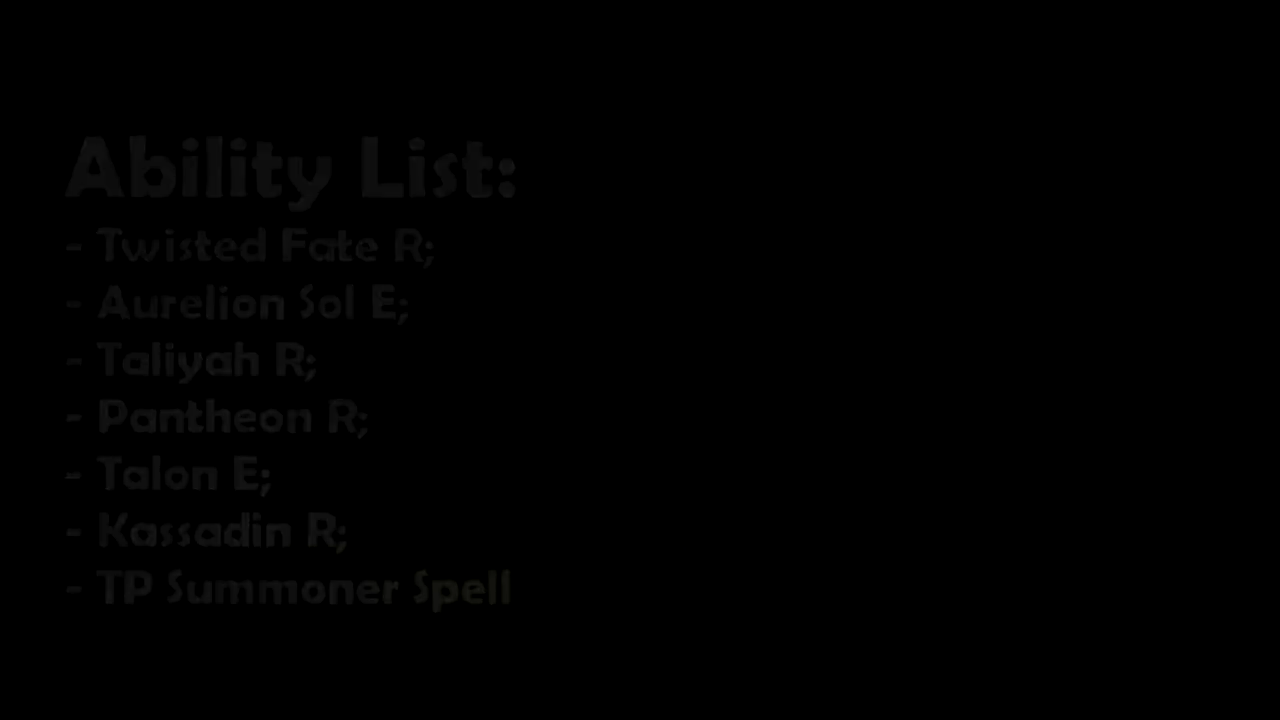 Ability List:
- Twisted Fate R;
- Aurelion Sol E;
- Taliyah R;
- Pantheon R;
- Talon E;
- Kassadin R;
- TP Summoner Spell